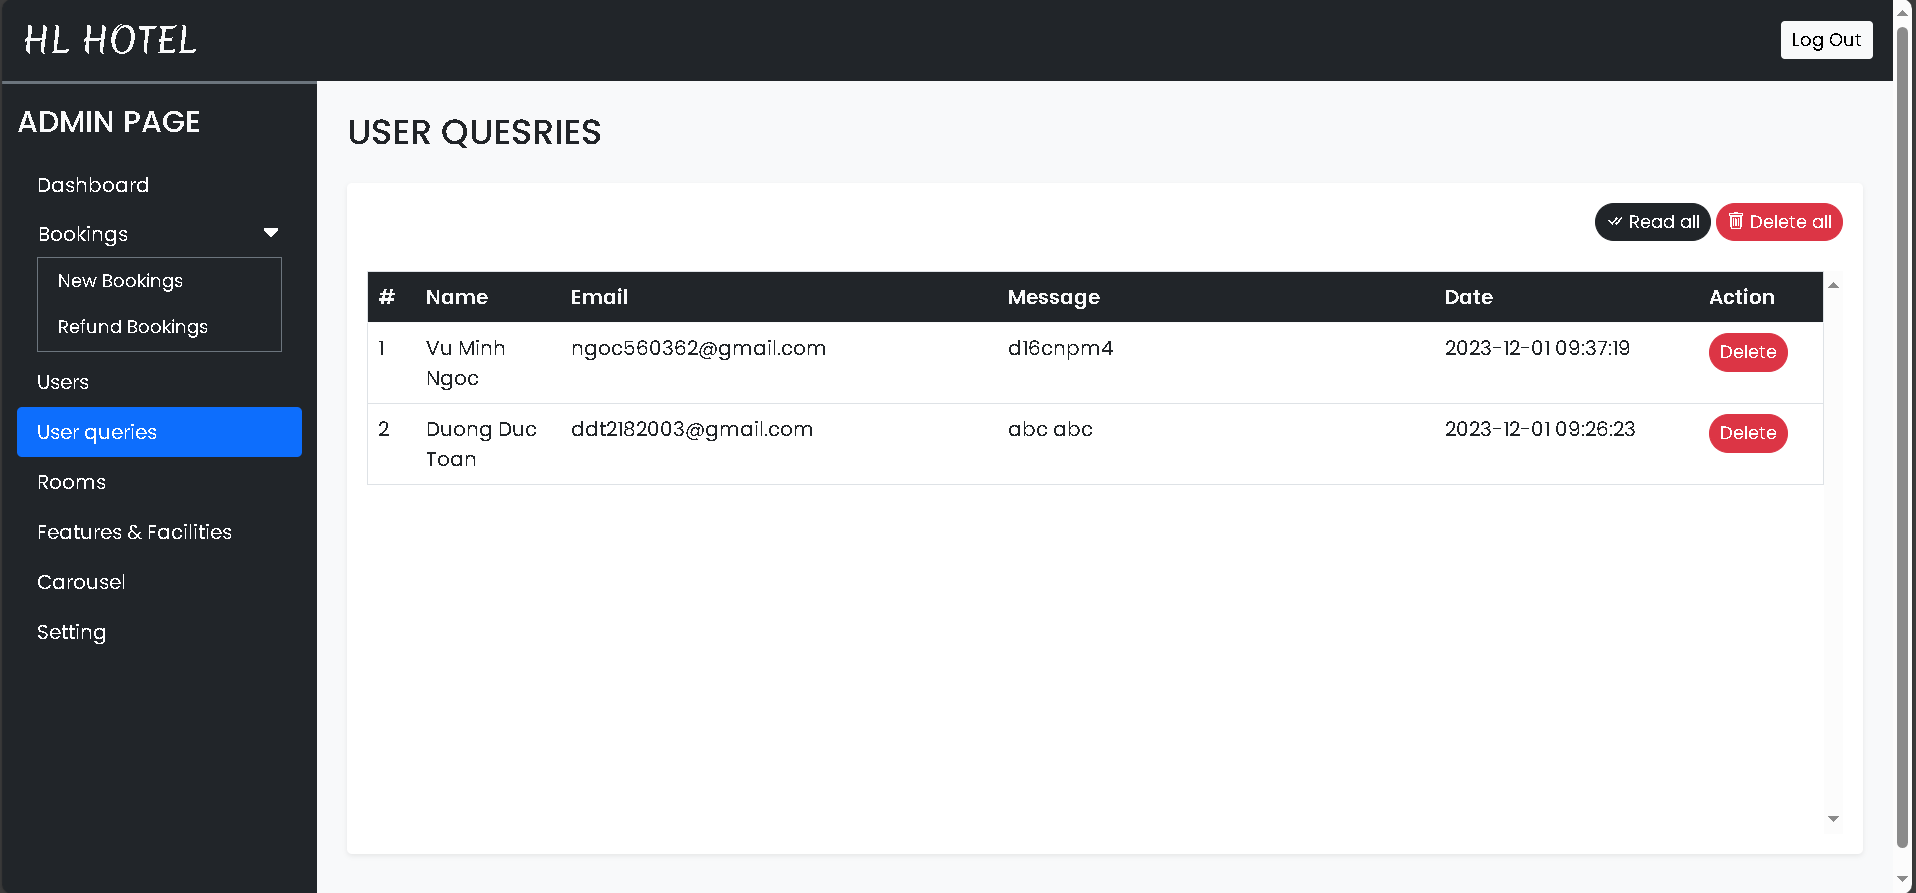 HL HOTEL
Log Out
ADMIN PAGE
Dashboard
Bookings
New Bookings
Refund Bookings
Users
User queries
Rooms
Features & Facilities
Carousel
Setting
USER QUESRIES
Read all
Delete all
# Name Email Message Date Action
1 Vu Minh Ngoc ngoc560362@gmail.com d16cnpm4 2023-12-01 09:37:19 Delete
2 Duong Duc Toan ddt2182003@gmail.com abc abc 2023-12-01 09:26:23 Delete